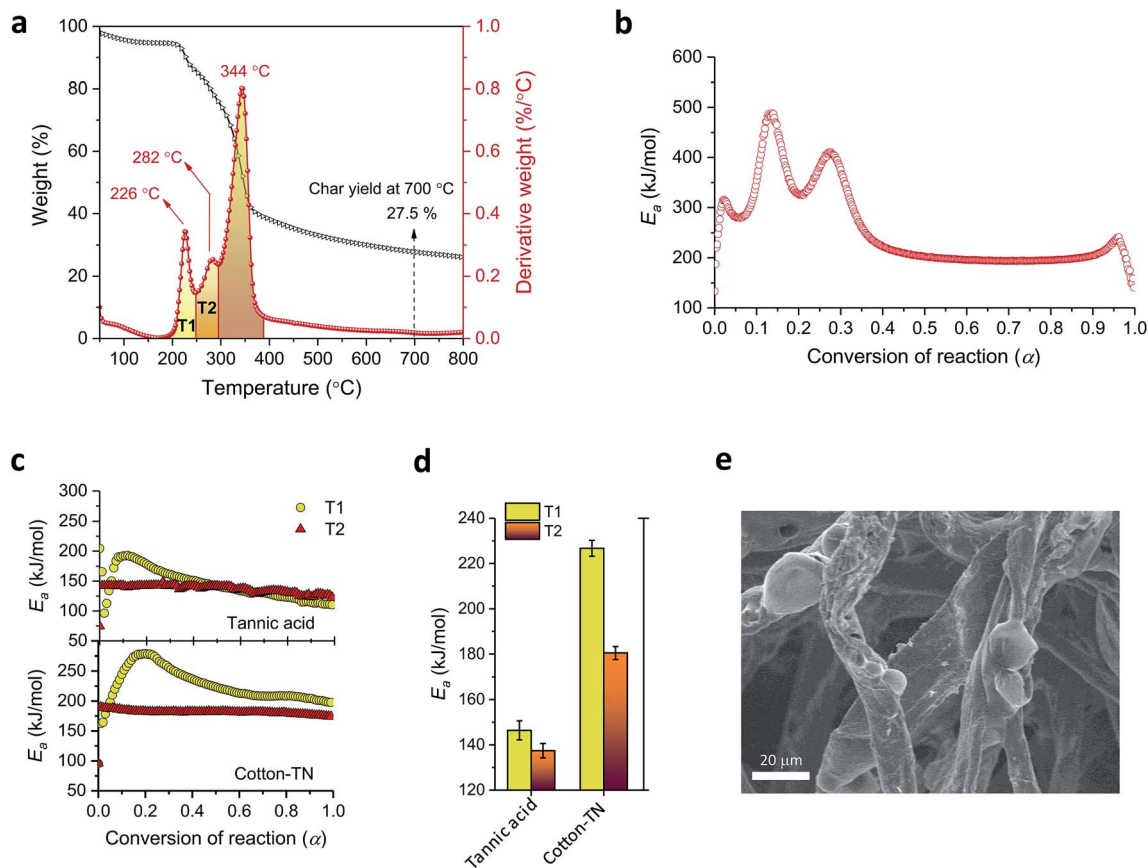 a
100
80
60
40
20
0
Weight (%)
1.0
0.8
0.6
0.4
0.2
0.0
Derivative weight (%/°C)
344 °C
282 °C
226 °C
Char yield at 700 °C
27.5 %
T1
T2
100 200 300 400 500 600 700 800
Temperature (°C)
b
600
500
400
300
200
100
Ea (kJ/mol)
0.0 0.1 0.2 0.3 0.4 0.5 0.6 0.7 0.8 0.9 1.0
Conversion of reaction (α)
c
300
250
200
150
100
50
Ea (kJ/mol)
T1
T2
Tannic acid
250
200
150
100
50
Ea (kJ/mol)
Cotton-TN
0.0 0.2 0.4 0.6 0.8 1.0
Conversion of reaction (α)
d
T1
T2
240
220
200
180
160
140
120
Ea (kJ/mol)
Tannic acid
Cotton-TN
e
20 μm